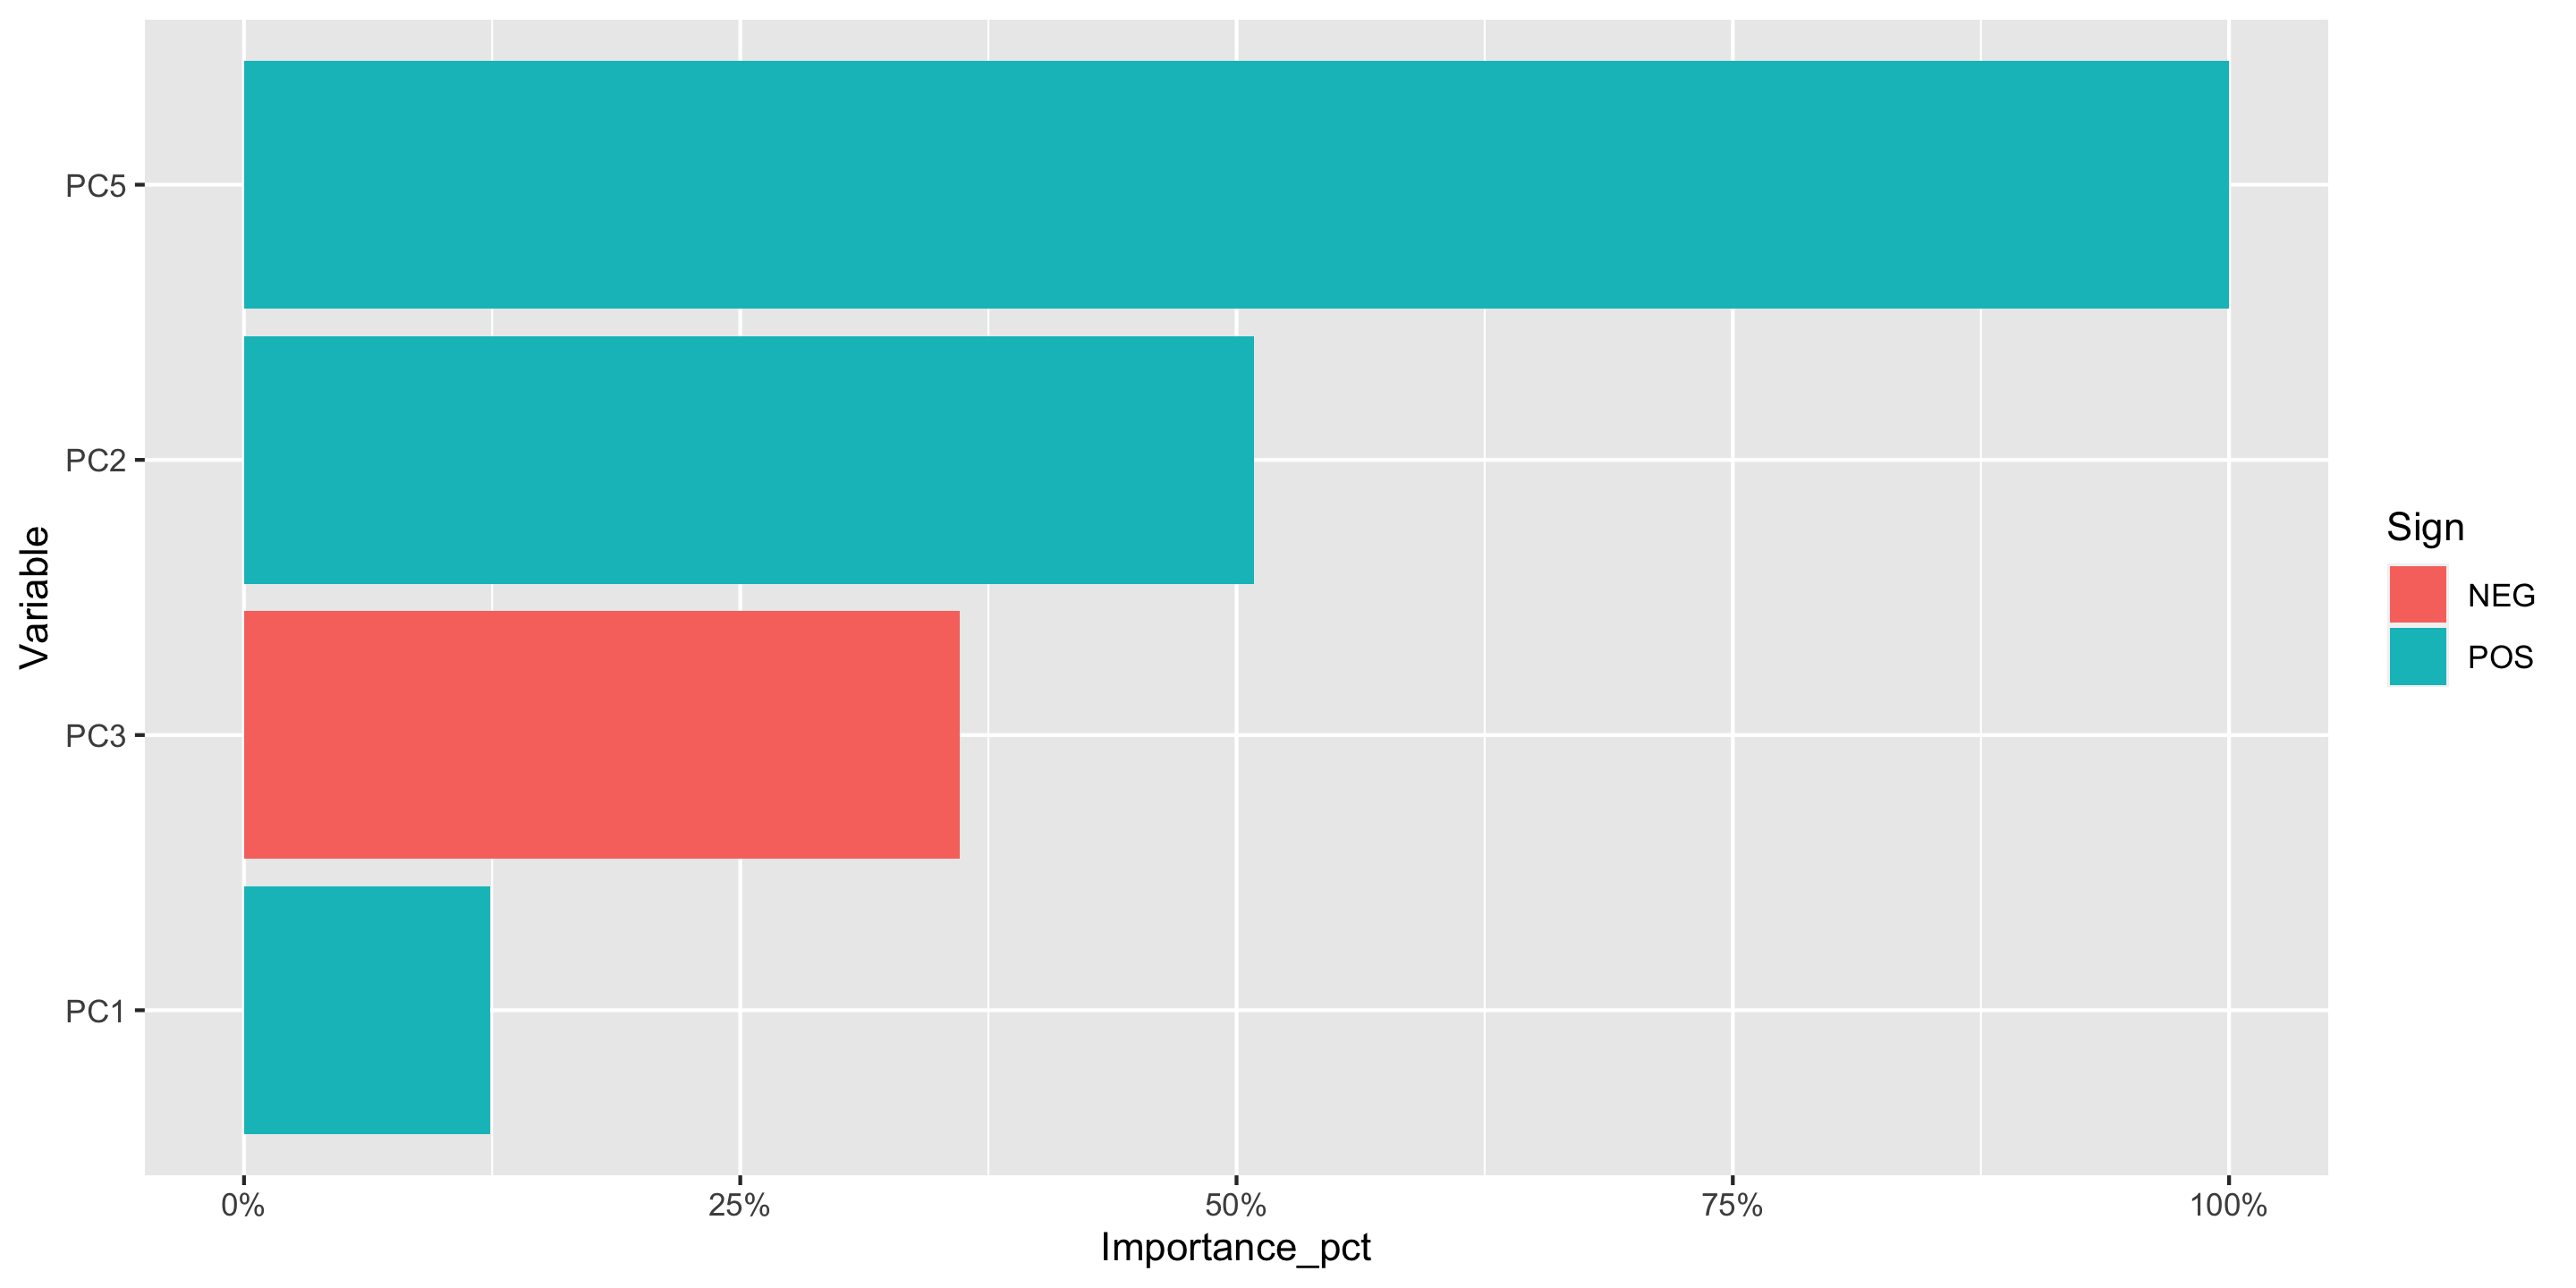 PC5
PC2
PC3
PC1
Variable
0% 25% 50% 75% 100%
Importance_pct
Sign
NEG
POS